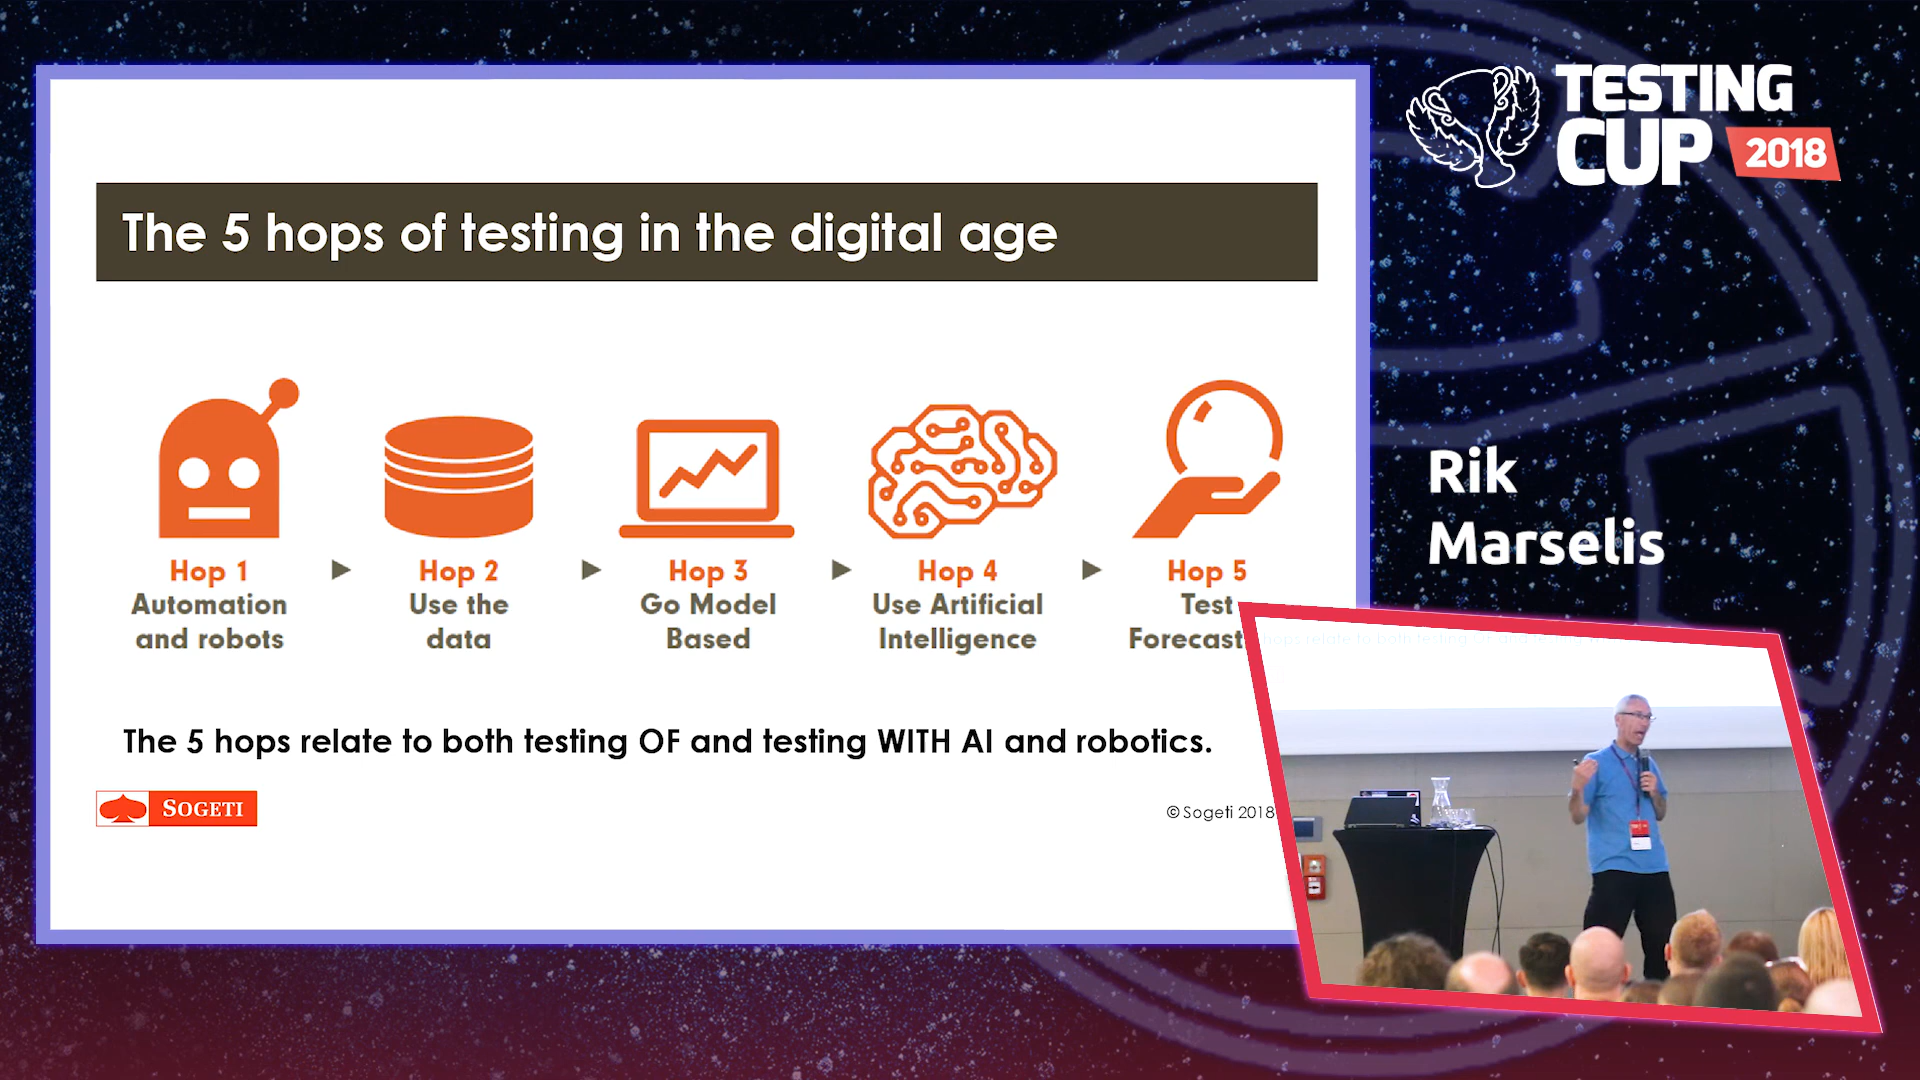 TESTING
CUP
2018
The 5 hops of testing in the digital age
Hop 1
Automation
and robots
Hop 2
Use the
data
Hop 3
Go Model
Based
Hop 4
Use Artificial
Intelligence
Hop 5
Test
Forecast
The 5 hops relate to both testing OF and testing WITH AI and robotics.
SOGETI
© Sogeti 2018
Rik
Marselis